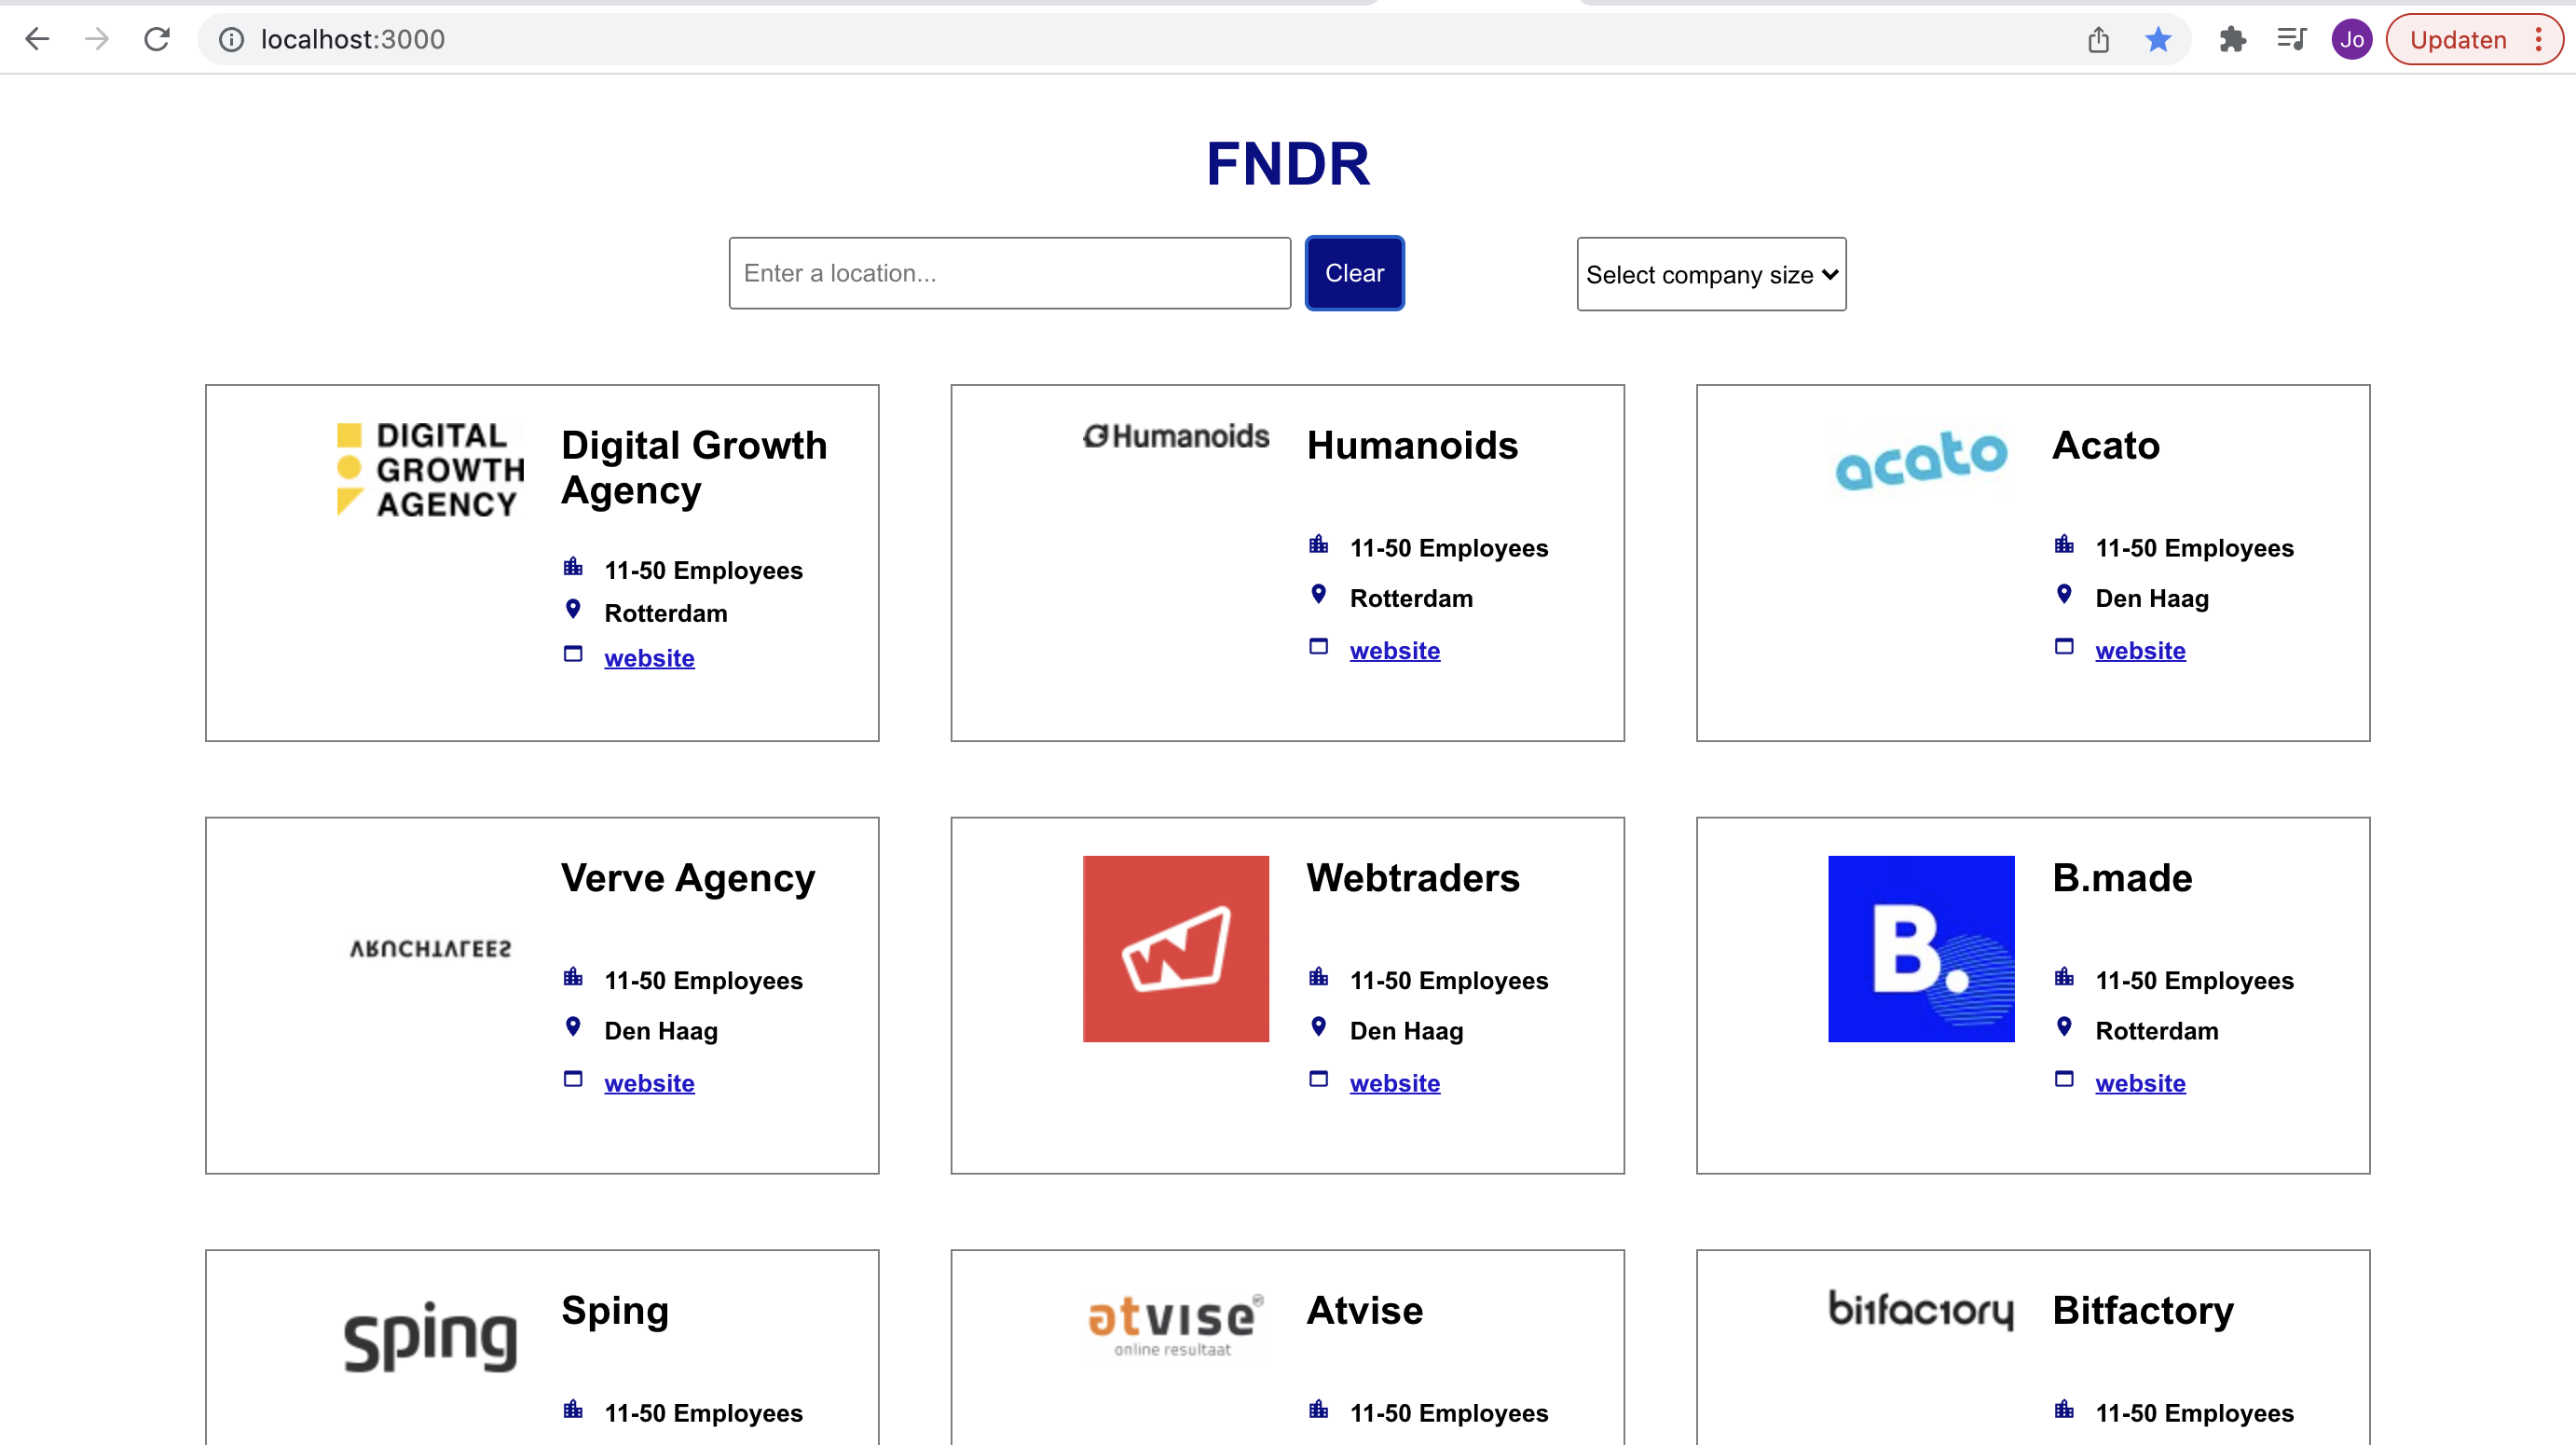 localhost:3000
Jo
Updaten
FNDR
Enter a location...
Clear
Select company size
DIGITAL
GROWTH
AGENCY
Digital Growth
Agency
11-50 Employees
Rotterdam
website
Humanoids
Humanoids
11-50 Employees
Rotterdam
website
acato
Acato
11-50 Employees
Den Haag
website
Verve Agency
11-50 Employees
Den Haag
website
W
Webtraders
11-50 Employees
Den Haag
website
B.
B.made
11-50 Employees
Rotterdam
website
sping
Sping
11-50 Employees
atvise
online resultaat
Atvise
11-50 Employees
bitfactory
Bitfactory
11-50 Employees